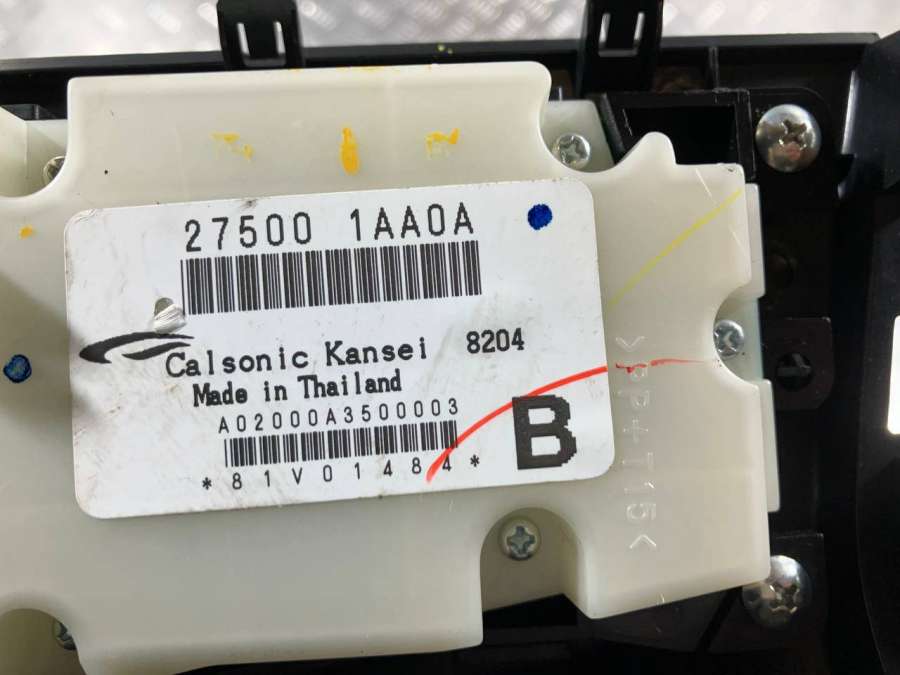 27500 1AA0A
Calsonic Kansei 8204
Made in Thailand
A02000A3500003
B
*81V01484*
>PP+T15<